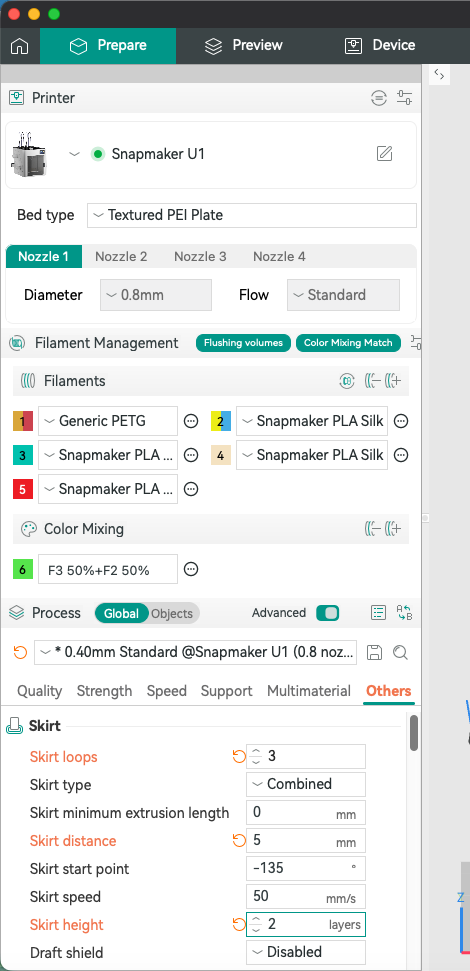 Prepare
Preview
Device
Printer
Snapmaker U1
Bed type
Textured PEI Plate
Nozzle 1 Nozzle 2 Nozzle 3 Nozzle 4
Diameter 0.8mm Flow Standard
Filament Management Flushing volumes Color Mixing Match
Filaments
1 Generic PETG 2 Snapmaker PLA Silk
3 Snapmaker PLA ... 4 Snapmaker PLA Silk
5 Snapmaker PLA ...
Color Mixing
6 F3 50%+F2 50%
Process Global Objects Advanced A B
* 0.40mm Standard @Snapmaker U1 (0.8 noz...
Quality Strength Speed Support Multimaterial Others
Skirt
Skirt loops 3
Skirt type Combined
Skirt minimum extrusion length 0 mm
Skirt distance 5 mm
Skirt start point -135 °
Skirt speed 50 mm/s
Skirt height 2 layers
Draft shield Disabled
Z